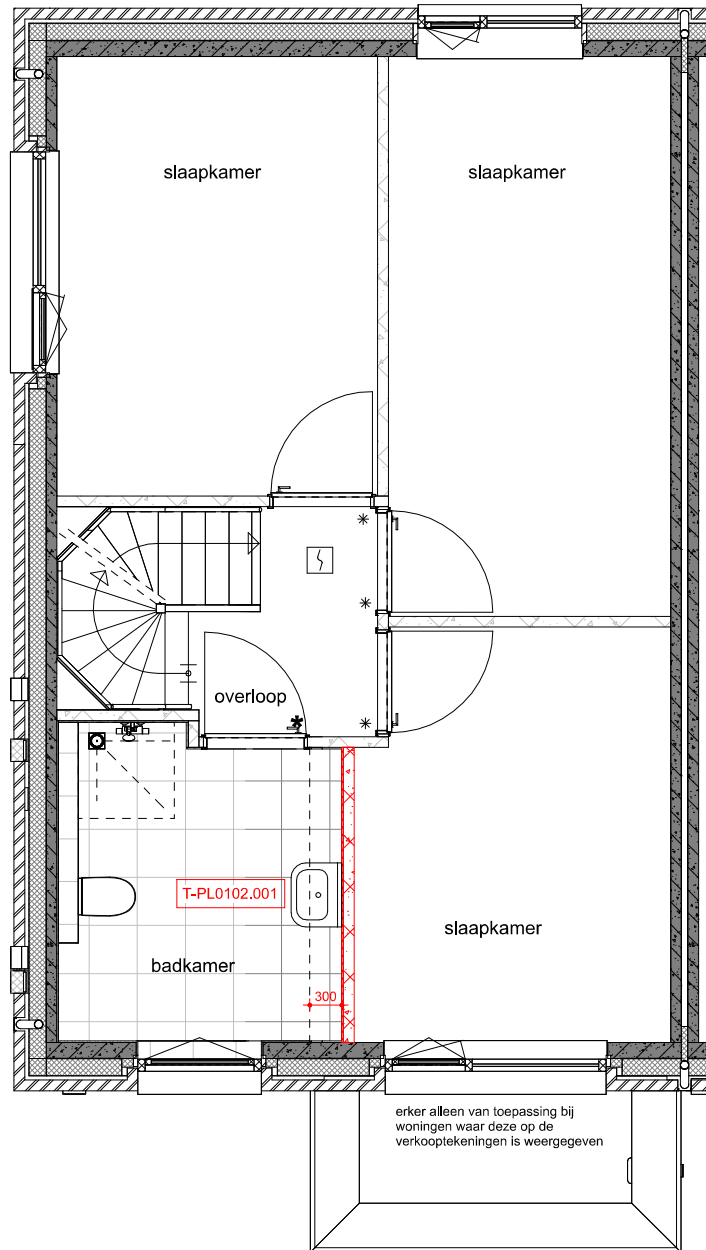 slaapkamer
slaapkamer
overloop
T-PL0102.001
slaapkamer
badkamer
300
erker alleen van toepassing bij
woningen waar deze op de
verkooptekeningen is weergegeven